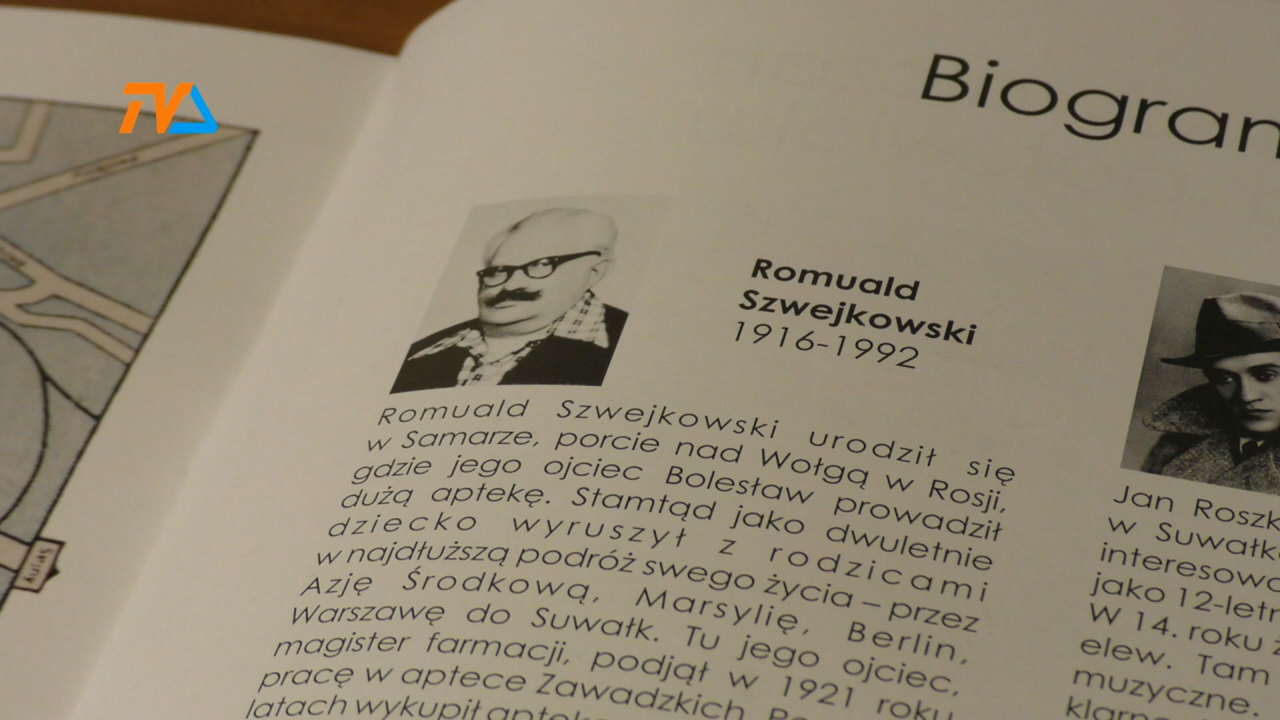 TVA
Biogram
Romuald
Szwejkowski
1916-1992
Romuald Szwejkowski urodził się
w Samarze, porcie nad Wołgą w Rosji,
gdzie jego ojciec Bolesław prowadził
dużą aptekę. Stamtąd jako dwuletnie
dziecko wyruszył z rodzicami
w najdłuższą podróż swego życia – przez
Azję Środkową, Marsylię, Berlin,
Warszawę do Suwałk. Tu jego ojciec,
magister farmacji, podjął w 1921 roku
pracę w aptece Zawadzkich.
latach wykupił
Jan Roszk
w Suwałk
interesowa
jako 12-letn
W 14. roku
elew. Tam
muzyczne.